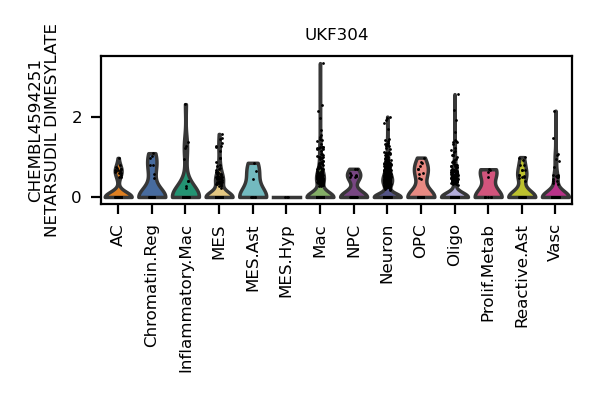 UKF304
CHEMBL4594251
NETARSUDIL DIMESYLATE
2
0
AC
Chromatin.Reg
Inflammatory.Mac
MES
MES.Ast
MES.Hyp
Mac
NPC
Neuron
OPC
Oligo
Prolif.Metab
Reactive.Ast
Vasc